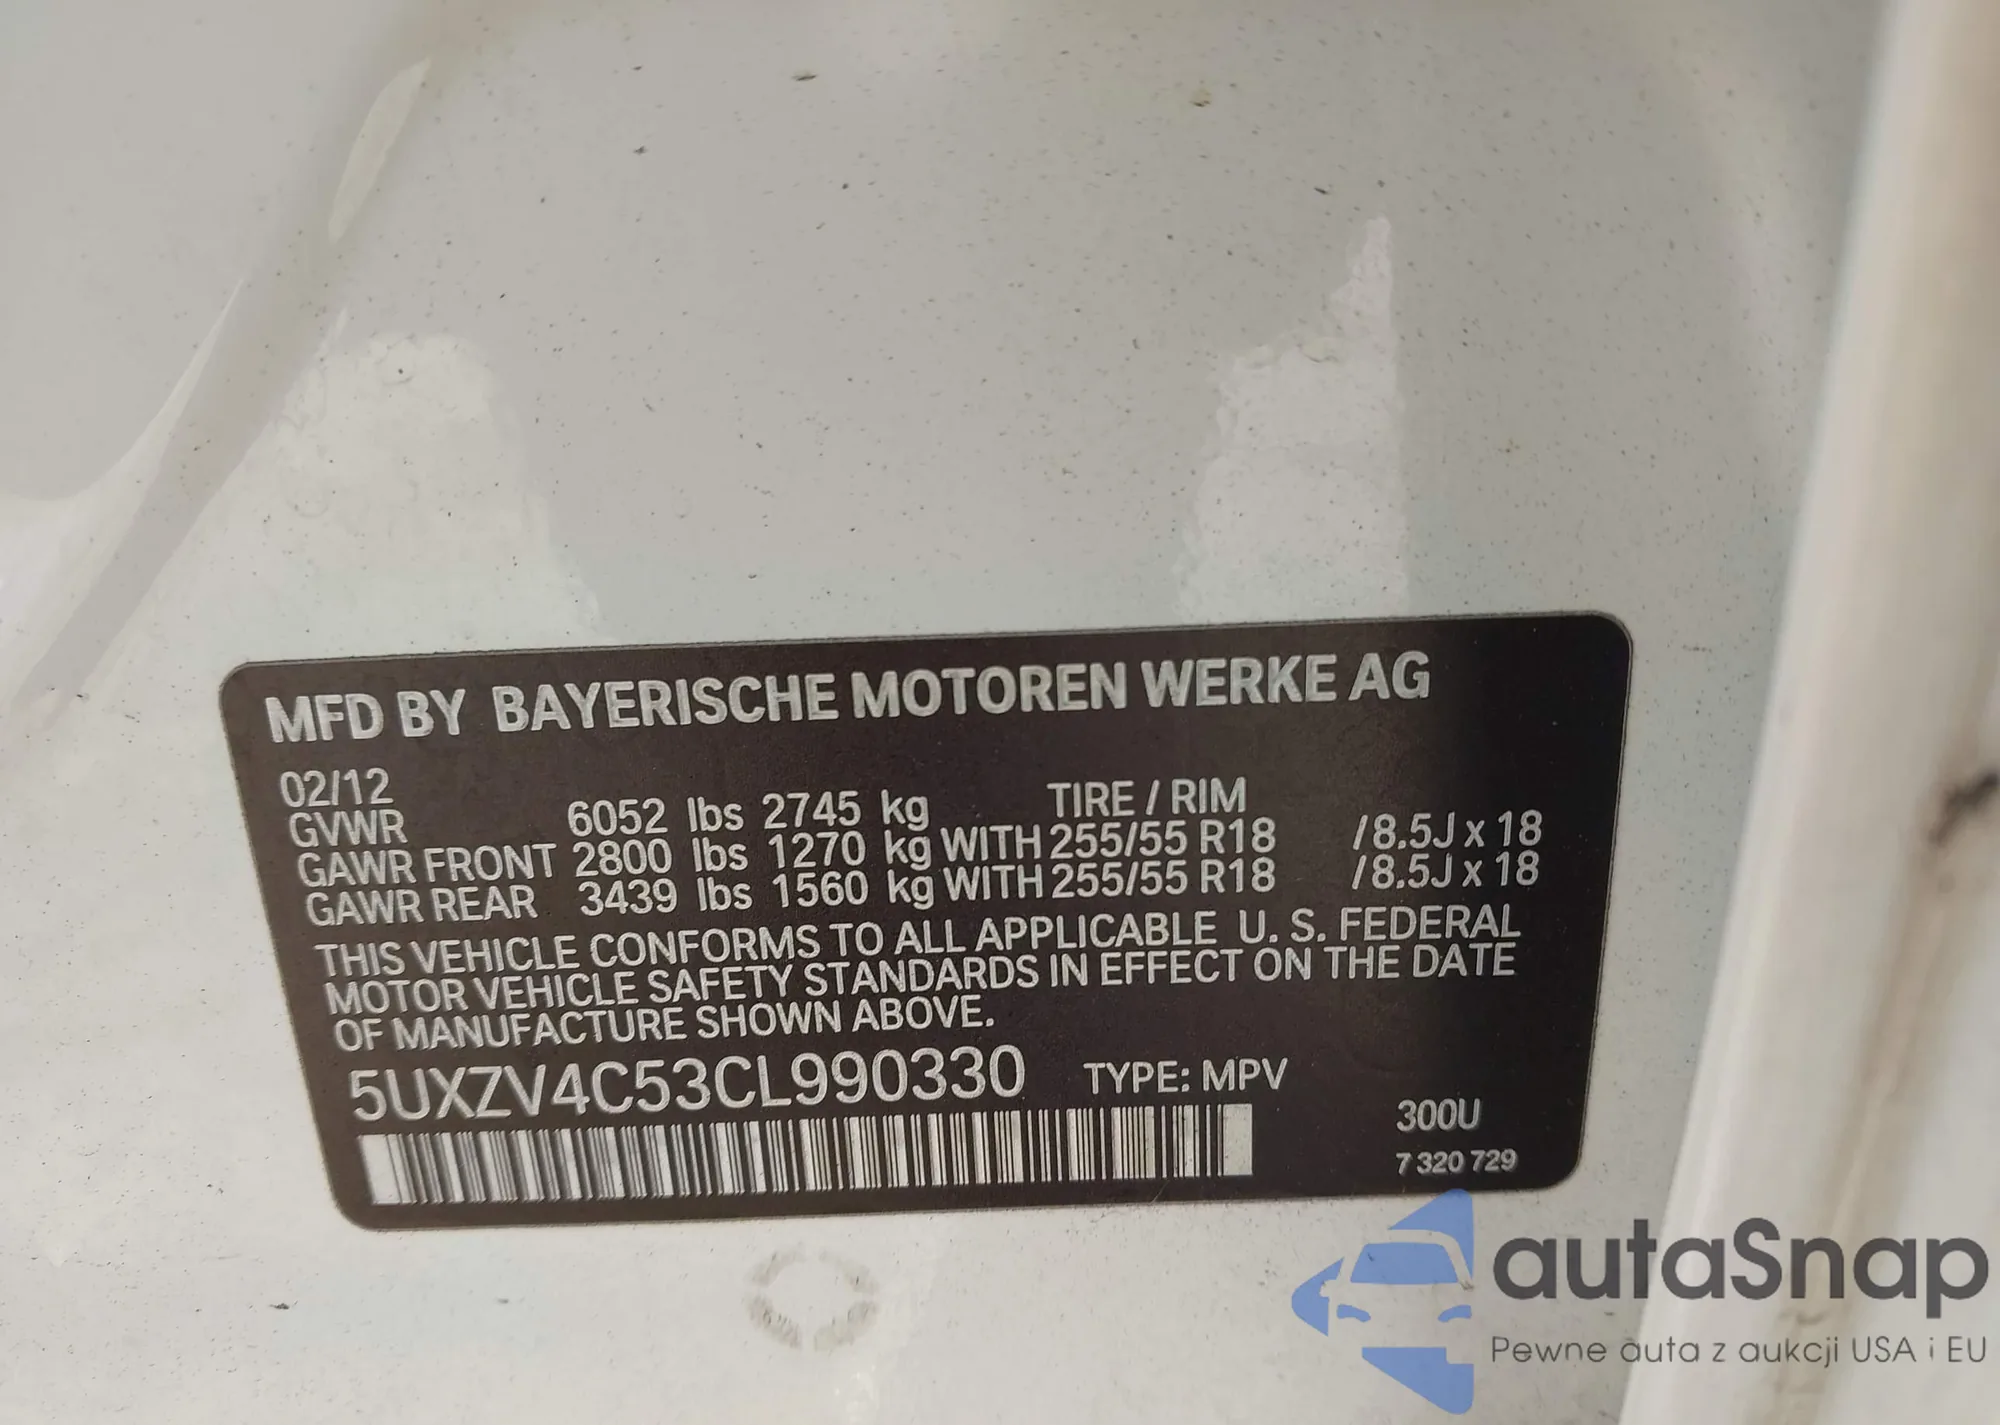 MFD BY BAYERISCHE MOTOREN WERKE AG
02/12
GVWR 6052 lbs 2745 kg TIRE / RIM
GAWR FRONT 2800 lbs 1270 kg WITH 255/55 R18 /8.5J x 18
GAWR REAR 3439 lbs 1560 kg WITH 255/55 R18 /8.5J x 18
THIS VEHICLE CONFORMS TO ALL APPLICABLE U. S. FEDERAL
MOTOR VEHICLE SAFETY STANDARDS IN EFFECT ON THE DATE
OF MANUFACTURE SHOWN ABOVE.
5UXZV4C53CL990330 TYPE: MPV
300U
7 320 729
autaSnap
Pewne auta z aukcji USA i EU